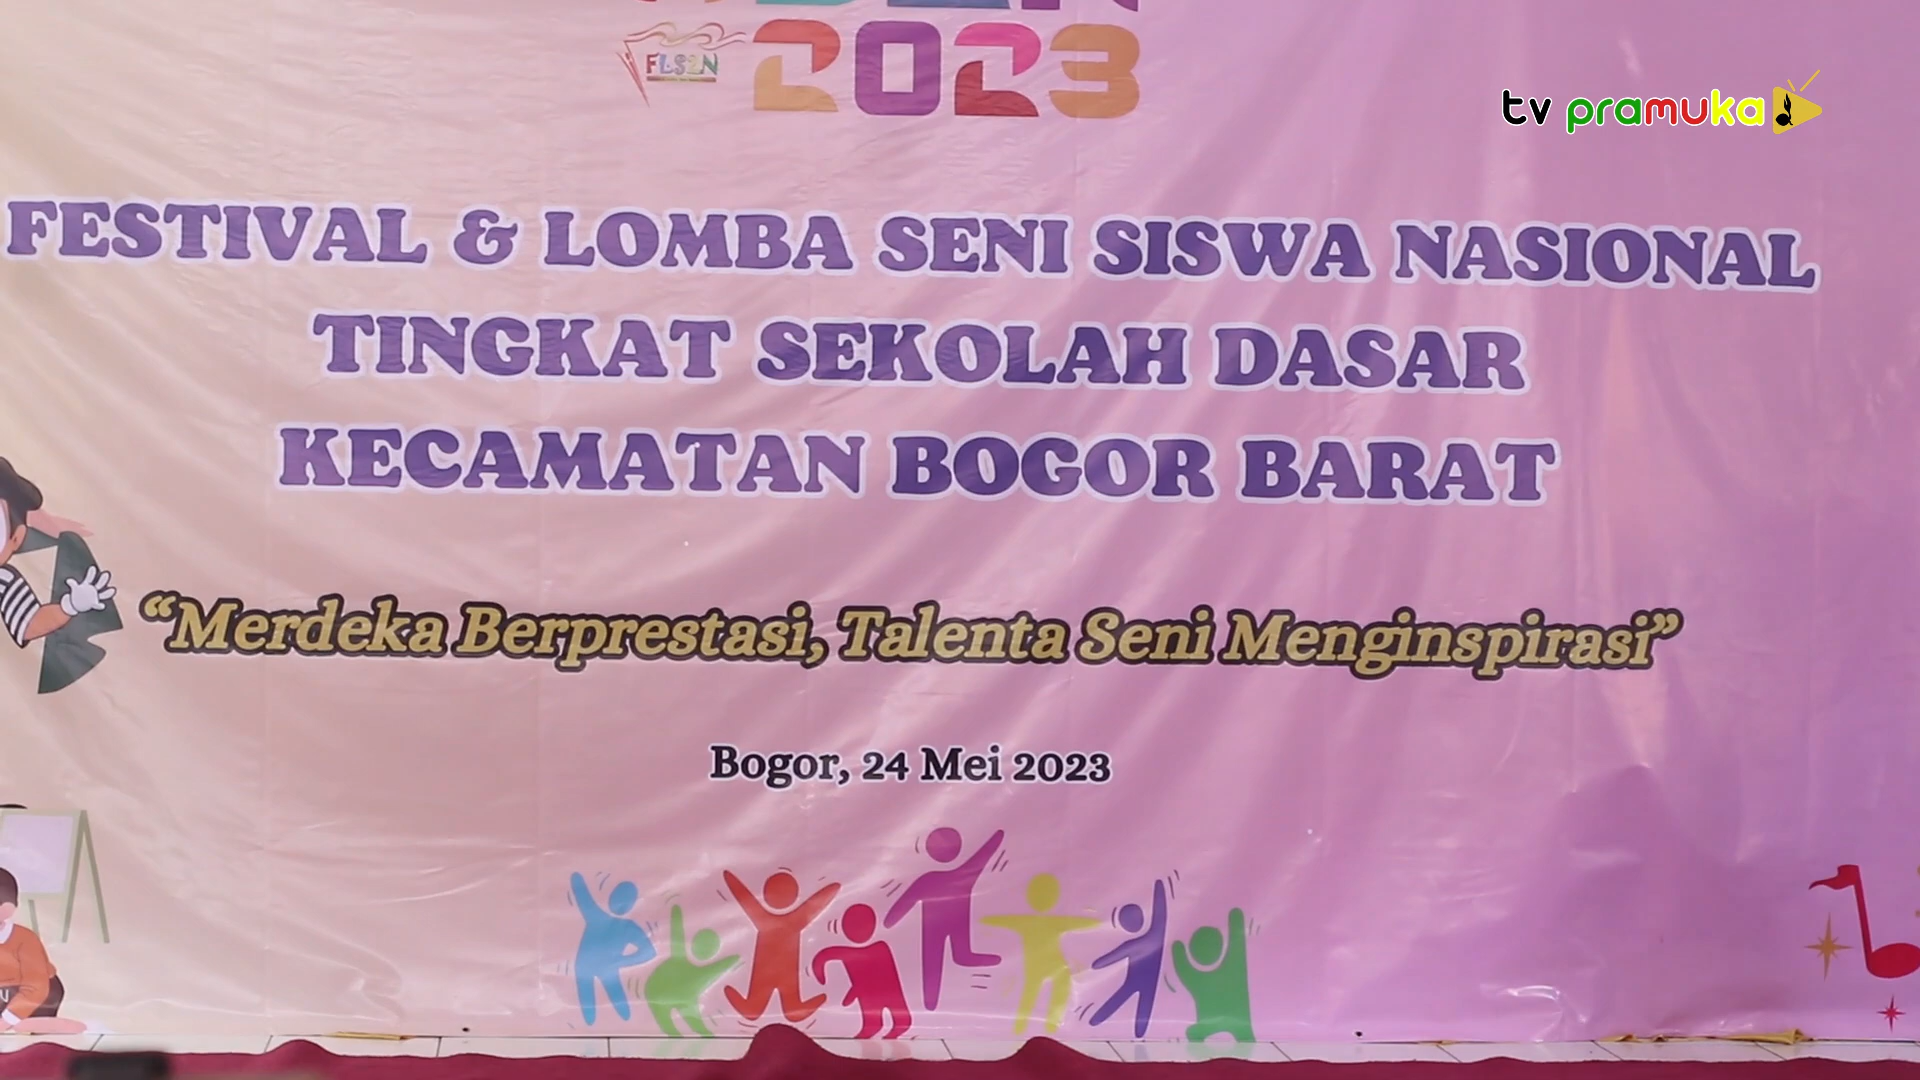 FLS2N 2023
tv pramuka
FESTIVAL & LOMBA SENI SISWA NASIONAL
TINGKAT SEKOLAH DASAR
KECAMATAN BOGOR BARAT
“Merdeka Berprestasi, Talenta Seni Menginspirasi”
Bogor, 24 Mei 2023